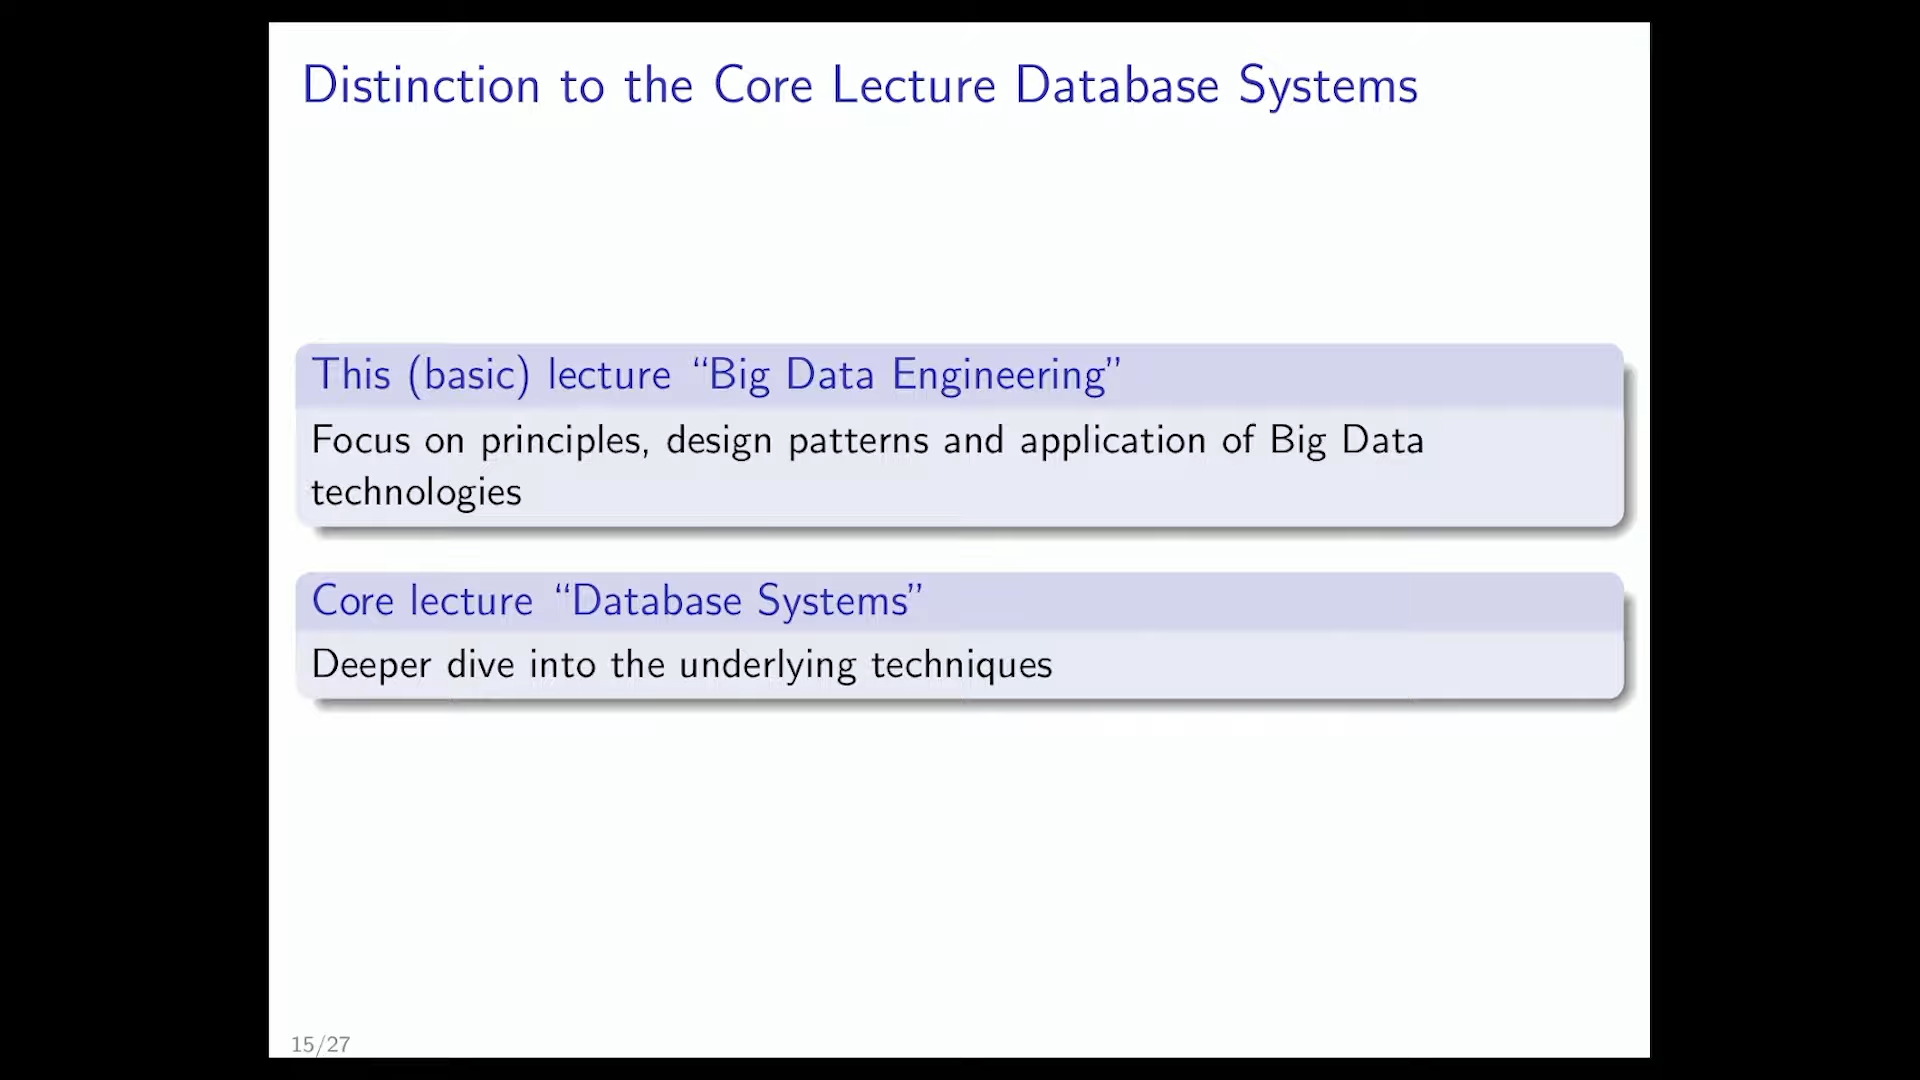 Distinction to the Core Lecture Database Systems
This (basic) lecture “Big Data Engineering”
Focus on principles, design patterns and application of Big Data
technologies
Core lecture “Database Systems”
Deeper dive into the underlying techniques
15/27